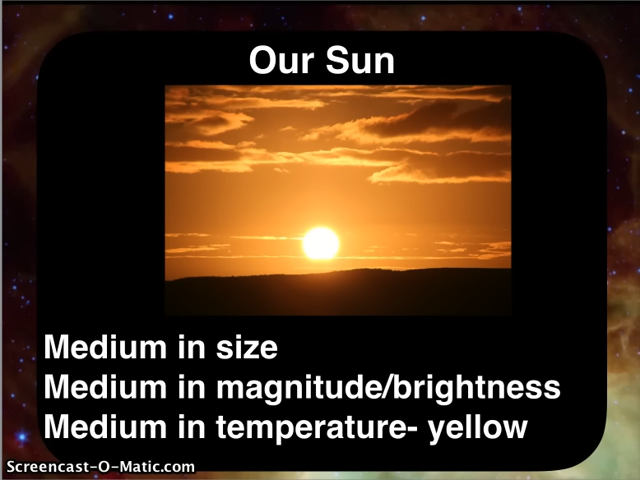 Our Sun
Medium in size
Medium in magnitude/brightness
Medium in temperature- yellow
Screencast-O-Matic.com